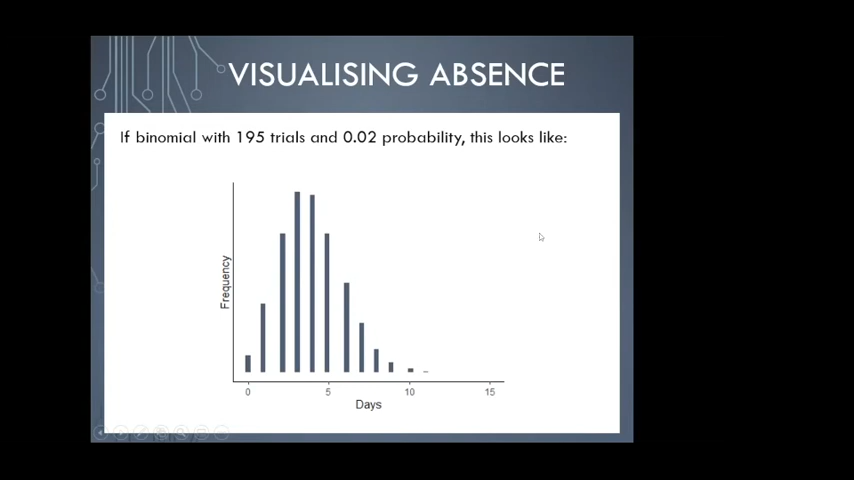 VISUALISING ABSENCE
If binomial with 195 trials and 0.02 probability, this looks like:
Frequency
0 5 10 15
Days